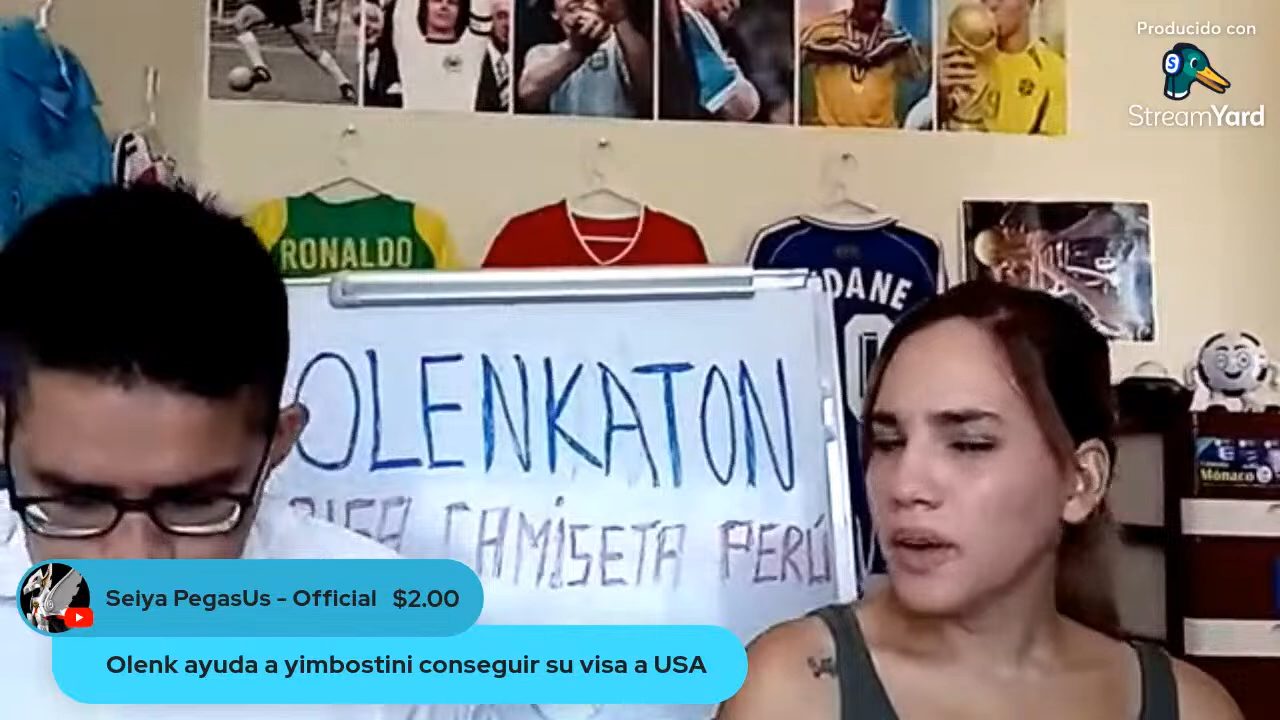 Producido con
StreamYard
RONALDO
DANE
OLENKATON
RIFA CAMISETA PERÚ
Mónaco
Seiya PegasUs - Official $2.00
Olenk ayuda a yimbostini conseguir su visa a USA